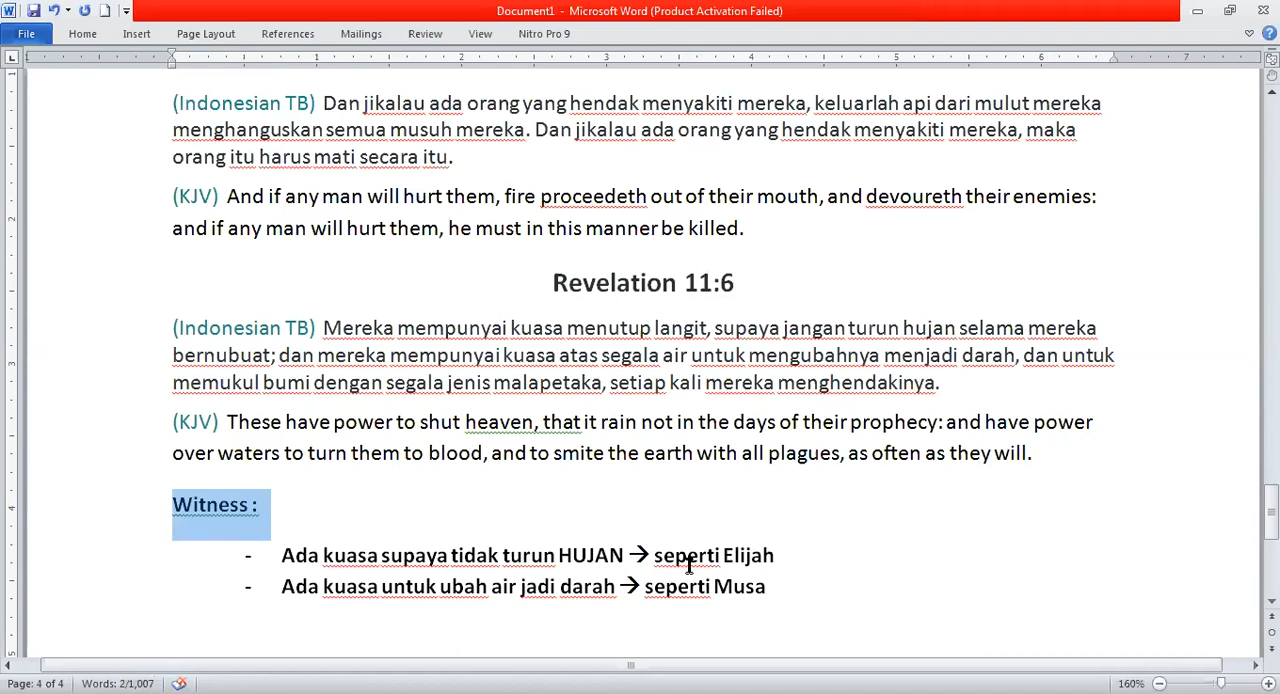 Document1 - Microsoft Word (Product Activation Failed)
File Home Insert Page Layout References Mailings Review View Nitro Pro 9
1 1 2 3 4 5 6 7
(Indonesian TB) Dan jikalau ada orang yang hendak menyakiti mereka, keluarlah api dari mulut mereka
menghanguskan semua musuh mereka. Dan jikalau ada orang yang hendak menyakiti mereka, maka
orang itu harus mati secara itu.
(KJV) And if any man will hurt them, fire proceedeth out of their mouth, and devoureth their enemies:
and if any man will hurt them, he must in this manner be killed.
Revelation 11:6
(Indonesian TB) Mereka mempunyai kuasa menutup langit, supaya jangan turun hujan selama mereka
bernubuat; dan mereka mempunyai kuasa atas segala air untuk mengubahnya menjadi darah, dan untuk
memukul bumi dengan segala jenis malapetaka, setiap kali mereka menghendakinya.
(KJV) These have power to shut heaven, that it rain not in the days of their prophecy: and have power
over waters to turn them to blood, and to smite the earth with all plagues, as often as they will.
Witness :
- Ada kuasa supaya tidak turun HUJAN → seperti Elijah
- Ada kuasa untuk ubah air jadi darah → seperti Musa
Page: 4 of 4 Words: 2/1,007 160%